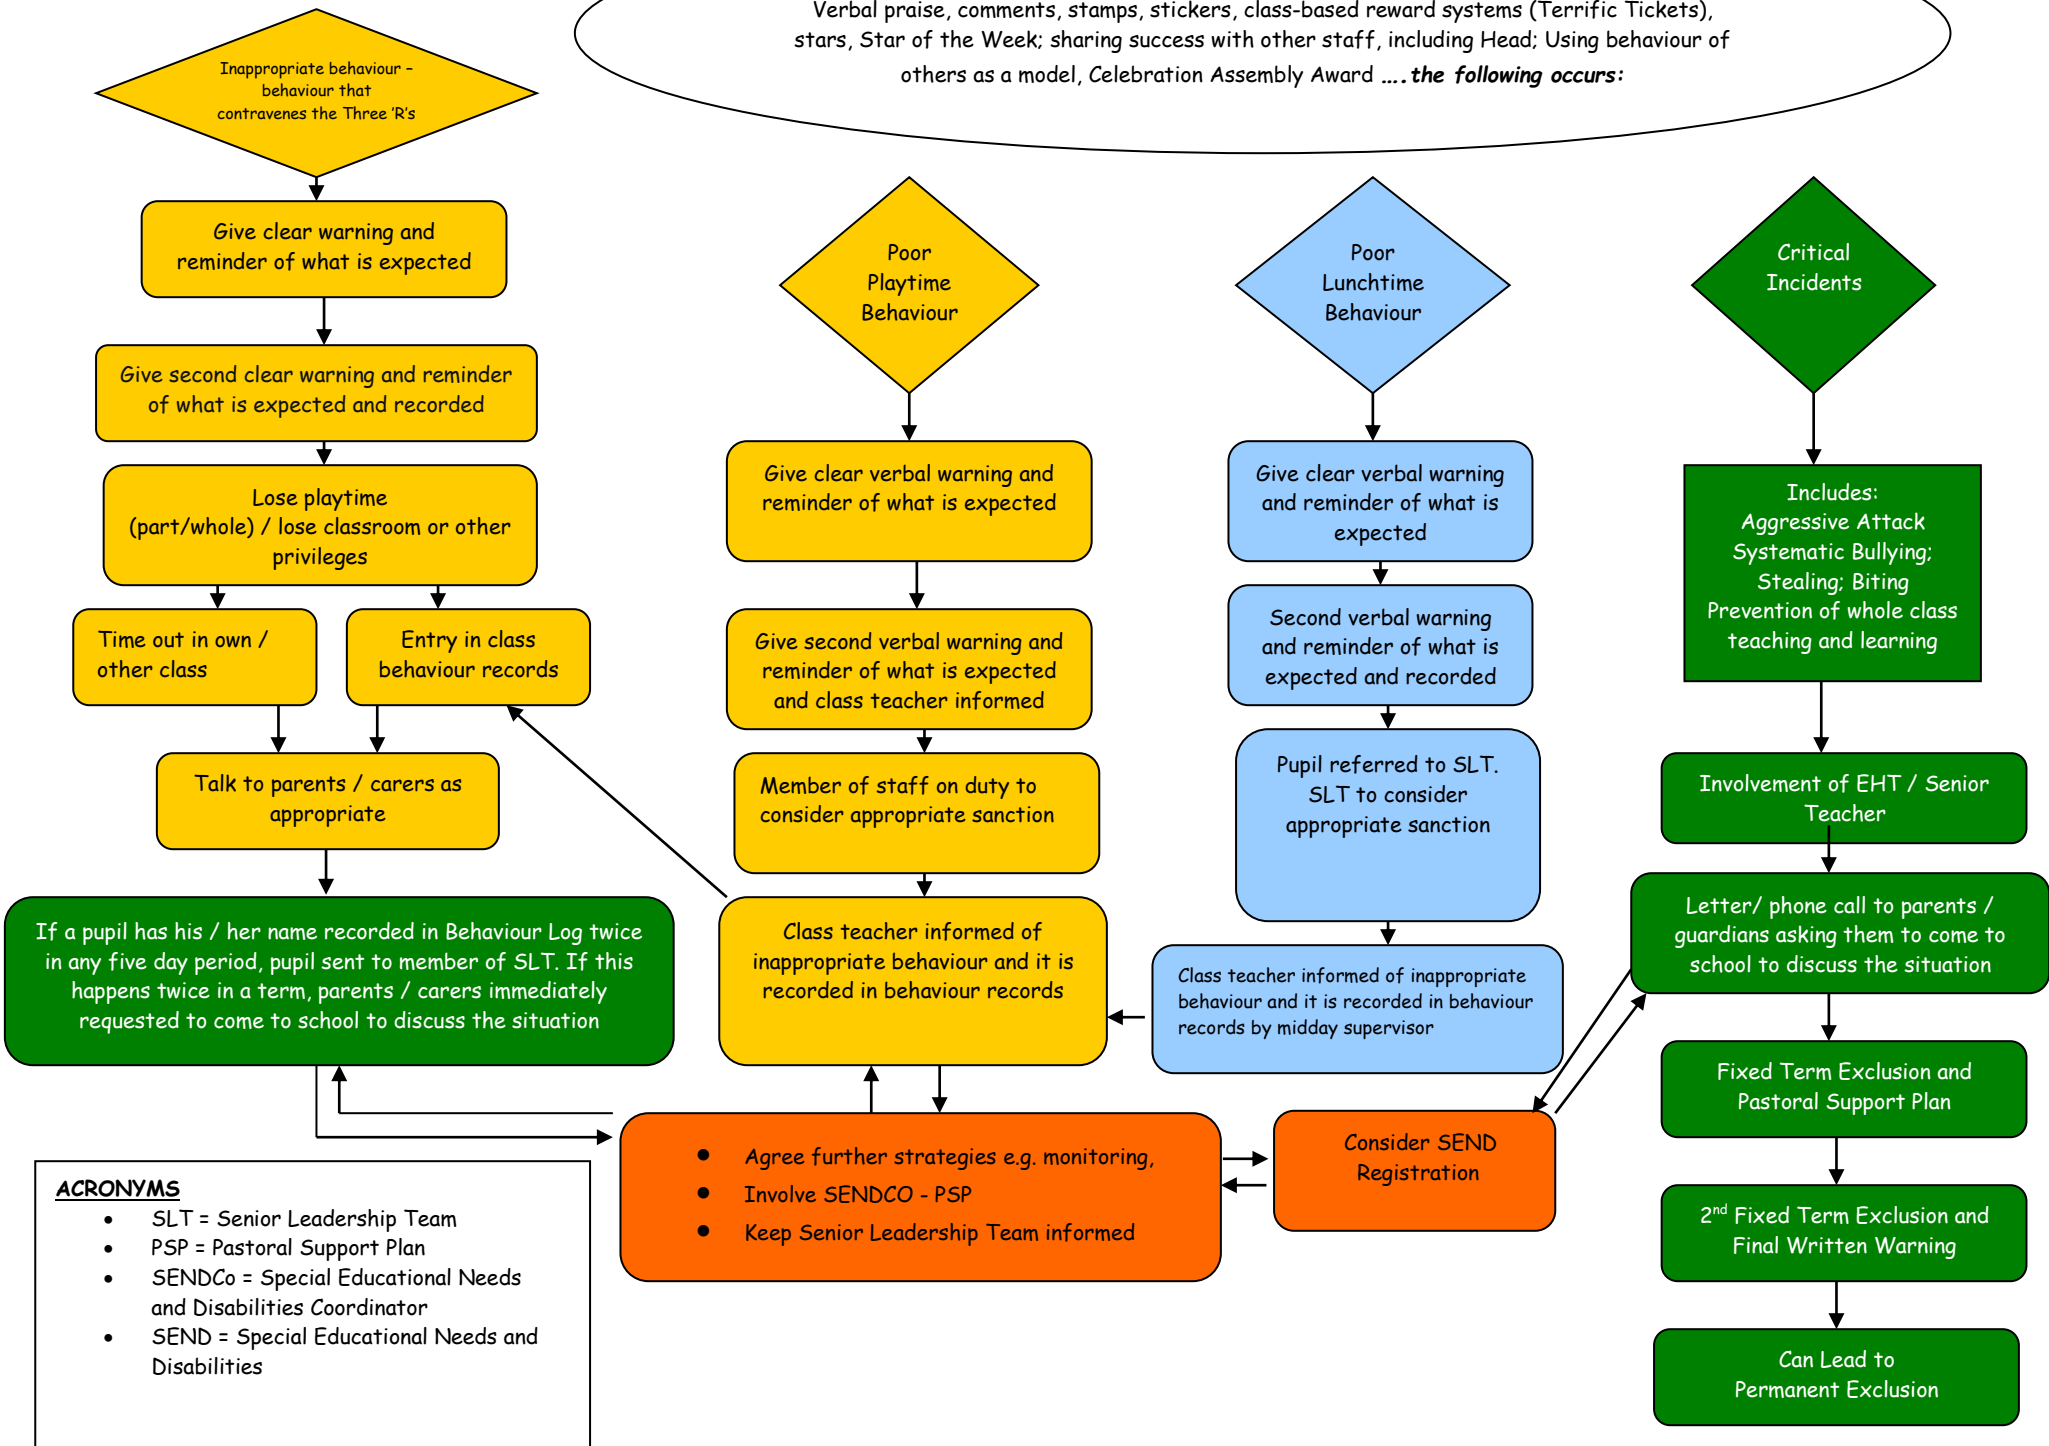 Verbal praise, comments, stamps, stickers, class-based reward systems (Terrific Tickets),
stars, Star of the Week; sharing success with other staff, including Head; Using behaviour of
others as a model, Celebration Assembly Award ....the following occurs:
Inappropriate behaviour –
behaviour that
contravenes the Three 'R's
Give clear warning and
reminder of what is expected
Give second clear warning and reminder
of what is expected and recorded
Lose playtime
(part/whole) / lose classroom or other
privileges
Time out in own /
other class
Entry in class
behaviour records
Talk to parents / carers as
appropriate
If a pupil has his / her name recorded in Behaviour Log twice
in any five day period, pupil sent to member of SLT. If this
happens twice in a term, parents / carers immediately
requested to come to school to discuss the situation
Poor
Playtime
Behaviour
Give clear verbal warning and
reminder of what is expected
Give second verbal warning and
reminder of what is expected
and class teacher informed
Member of staff on duty to
consider appropriate sanction
Class teacher informed of
inappropriate behaviour and it is
recorded in behaviour records
Poor
Lunchtime
Behaviour
Give clear verbal warning
and reminder of what is
expected
Second verbal warning
and reminder of what is
expected and recorded
Pupil referred to SLT.
SLT to consider
appropriate sanction
Class teacher informed of inappropriate
behaviour and it is recorded in behaviour
records by midday supervisor
Critical
Incidents
Includes:
Aggressive Attack
Systematic Bullying;
Stealing; Biting
Prevention of whole class
teaching and learning
Involvement of EHT / Senior
Teacher
Letter/ phone call to parents /
guardians asking them to come to
school to discuss the situation
Fixed Term Exclusion and
Pastoral Support Plan
2nd Fixed Term Exclusion and
Final Written Warning
Can Lead to
Permanent Exclusion
• Agree further strategies e.g. monitoring,
• Involve SENDCO - PSP
• Keep Senior Leadership Team informed
Consider SEND
Registration
ACRONYMS
• SLT = Senior Leadership Team
• PSP = Pastoral Support Plan
• SENDCo = Special Educational Needs
and Disabilities Coordinator
• SEND = Special Educational Needs and
Disabilities